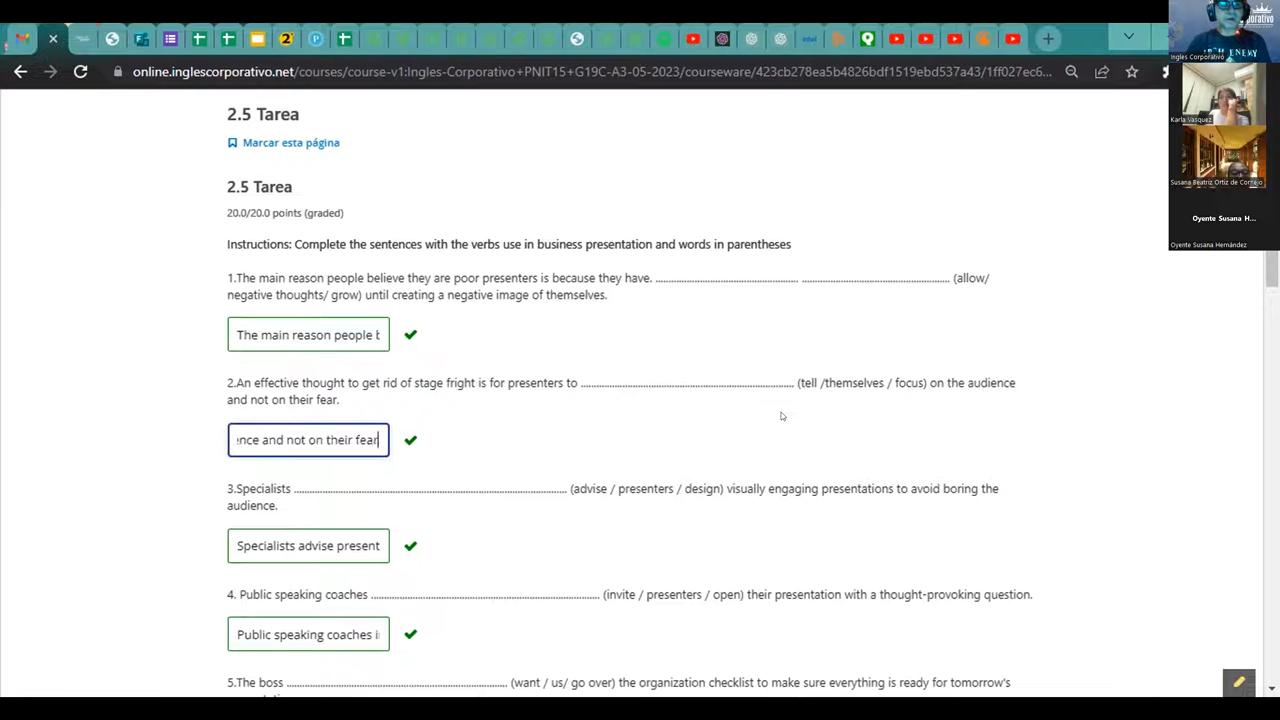 online.inglescorporativo.net/courses/course-v1:Ingles-Corporativo+PNIT15+G19C-A3-05-2023/courseware/423cb278ea5b4826bdf1519ebd537a43/1ff027ec6...
Ingles Corporativo
Karla Vasquez
Susana Beatriz Ortiz de Cornejo
Oyente Susana H...
Oyente Susana Hernández
2.5 Tarea
Marcar esta página
2.5 Tarea
20.0/20.0 points (graded)
Instructions: Complete the sentences with the verbs use in business presentation and words in parentheses
1.The main reason people believe they are poor presenters is because they have. ................................................ .................................................. (allow/
negative thoughts/ grow) until creating a negative image of themselves.
The main reason people b
2.An effective thought to get rid of stage fright is for presenters to ........................................................................ (tell /themselves / focus) on the audience
and not on their fear.
ence and not on their fear
3.Specialists ............................................................................................ (advise / presenters / design) visually engaging presentations to avoid boring the
audience.
Specialists advise present
4. Public speaking coaches ............................................................................. (invite / presenters / open) their presentation with a thought-provoking question.
Public speaking coaches i
5.The boss .......................................................................... (want / us/ go over) the organization checklist to make sure everything is ready for tomorrow's